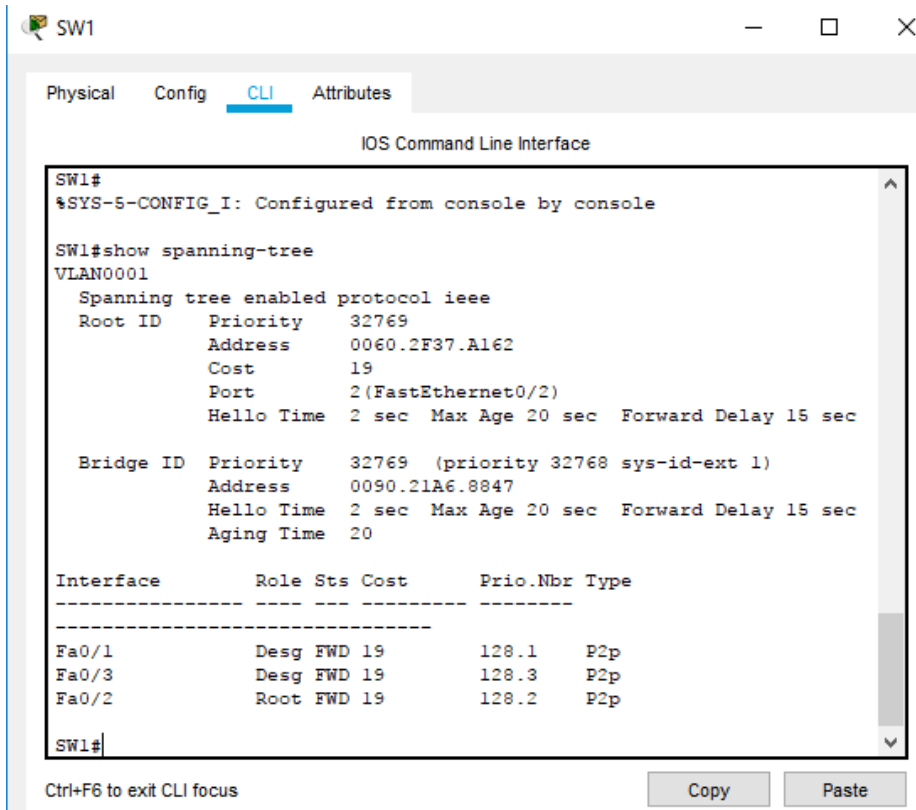 SW1
Physical Config CLI Attributes
IOS Command Line Interface
SW1#
%SYS-5-CONFIG_I: Configured from console by console
SW1#show spanning-tree
VLAN0001
Spanning tree enabled protocol ieee
Root ID Priority 32769
Address 0060.2F37.A162
Cost 19
Port 2(FastEthernet0/2)
Hello Time 2 sec Max Age 20 sec Forward Delay 15 sec
Bridge ID Priority 32769 (priority 32768 sys-id-ext 1)
Address 0090.21A6.8847
Hello Time 2 sec Max Age 20 sec Forward Delay 15 sec
Aging Time 20
Interface Role Sts Cost Prio.Nbr Type
---------------- ---- --- --------- --------
--------------------------------
Fa0/1 Desg FWD 19 128.1 P2p
Fa0/3 Desg FWD 19 128.3 P2p
Fa0/2 Root FWD 19 128.2 P2p
SW1#
Ctrl+F6 to exit CLI focus Copy Paste